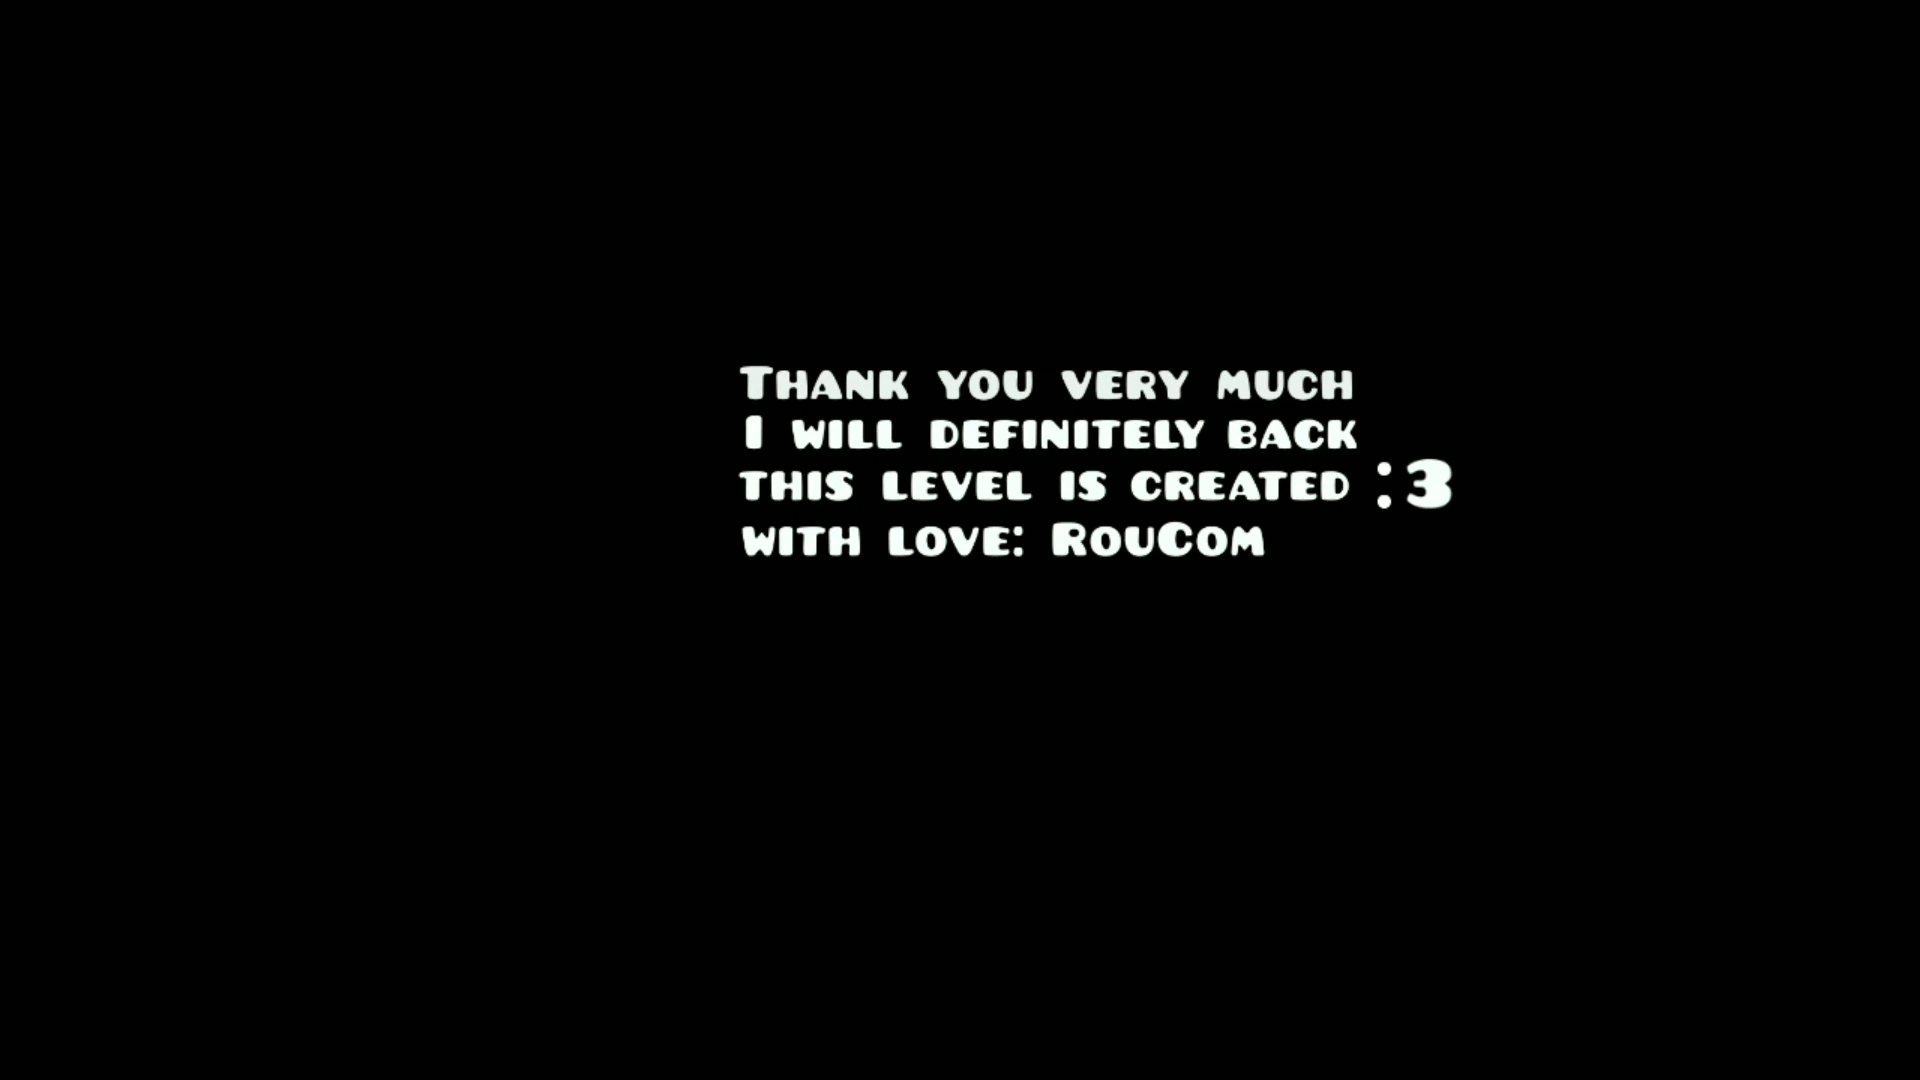 Thank you very much
I will definitely back
this level is created :3
with love: RouCom